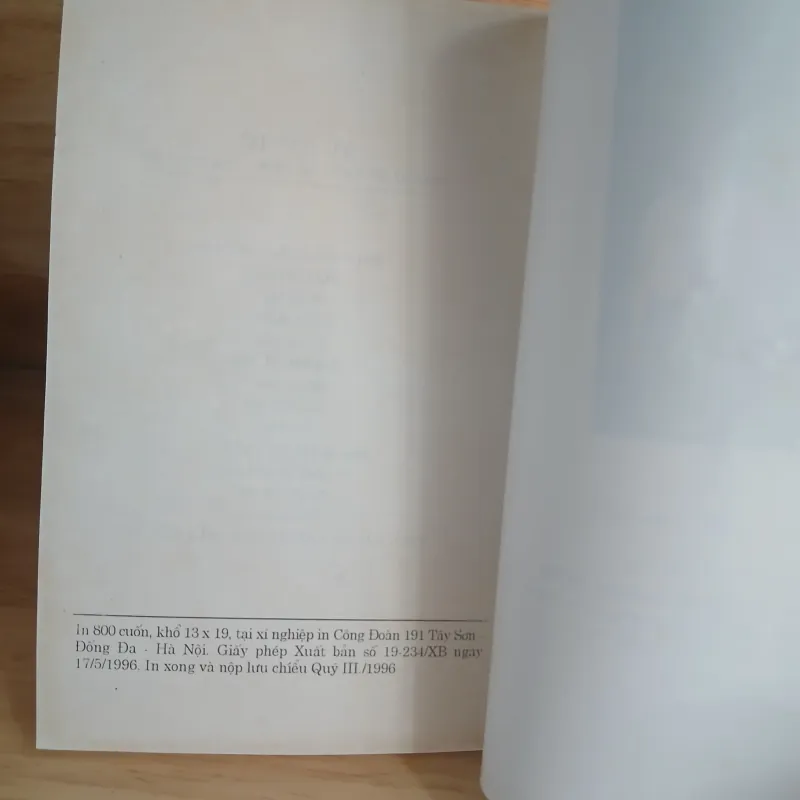 In 800 cuốn, khổ 13 x 19, tại xí nghiệp in Công Đoàn 191 Tây Sơn
Đống Đa - Hà Nội. Giấy phép Xuất bản số 19-234/XB ngày
17/5/1996. In xong và nộp lưu chiểu Quý III./1996